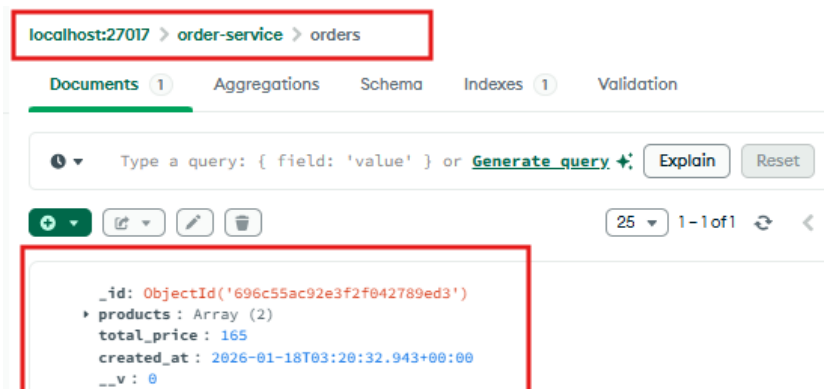 localhost:27017 > order-service > orders
Documents 1 Aggregations Schema Indexes 1 Validation
Type a query: { field: 'value' } or Generate query Explain Reset
25 1-1 of 1
_id: ObjectId('696c55ac92e3f2f042789ed3')
products : Array (2)
total_price : 165
created_at : 2026-01-18T03:20:32.943+00:00
__v : 0